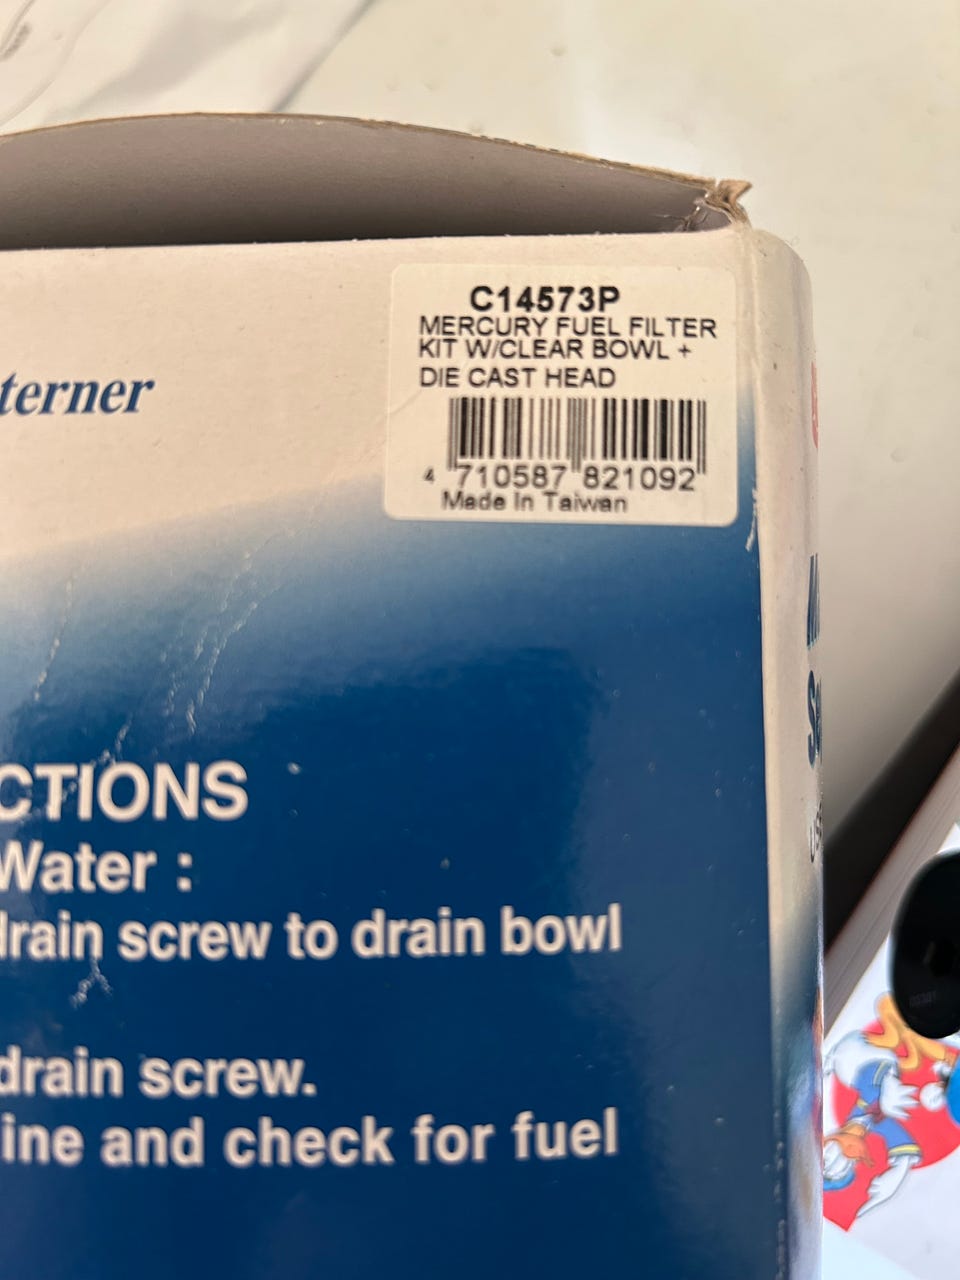 C14573P
MERCURY FUEL FILTER
KIT W/CLEAR BOWL +
DIE CAST HEAD
4 710587 821092
Made In Taiwan
terner
CTIONS
Water :
drain screw to drain bowl
drain screw.
ine and check for fuel